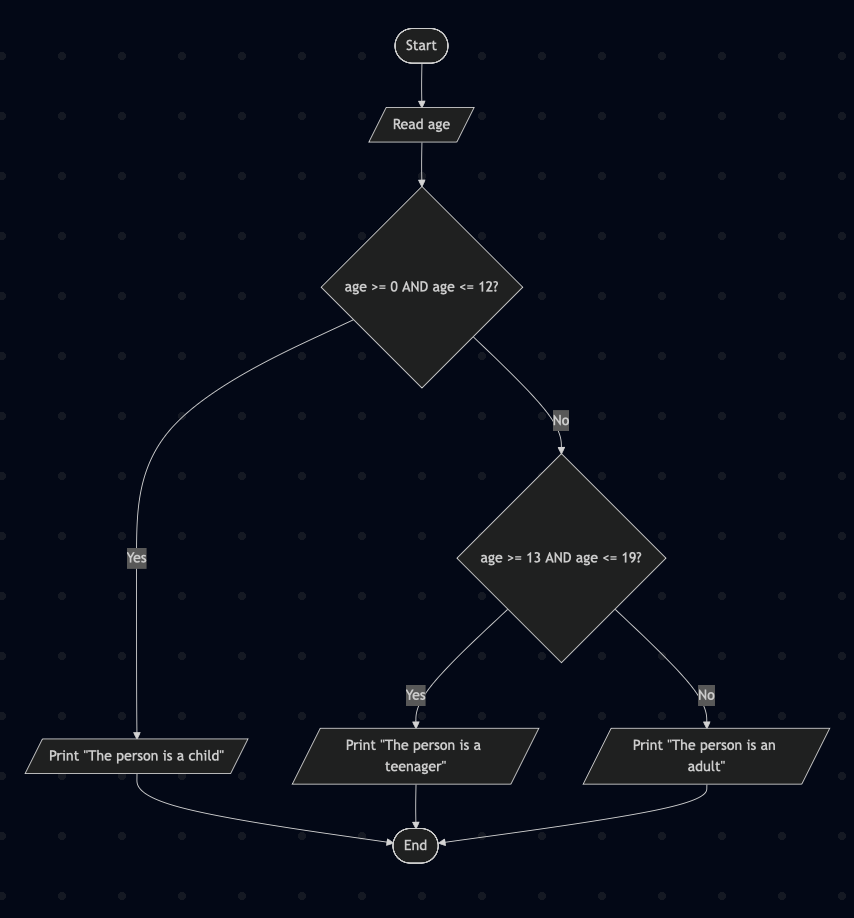 Start
Read age
age >= 0 AND age <= 12?
No
Yes
age >= 13 AND age <= 19?
Yes
No
Print "The person is a child"
Print "The person is a
teenager"
Print "The person is an
adult"
End